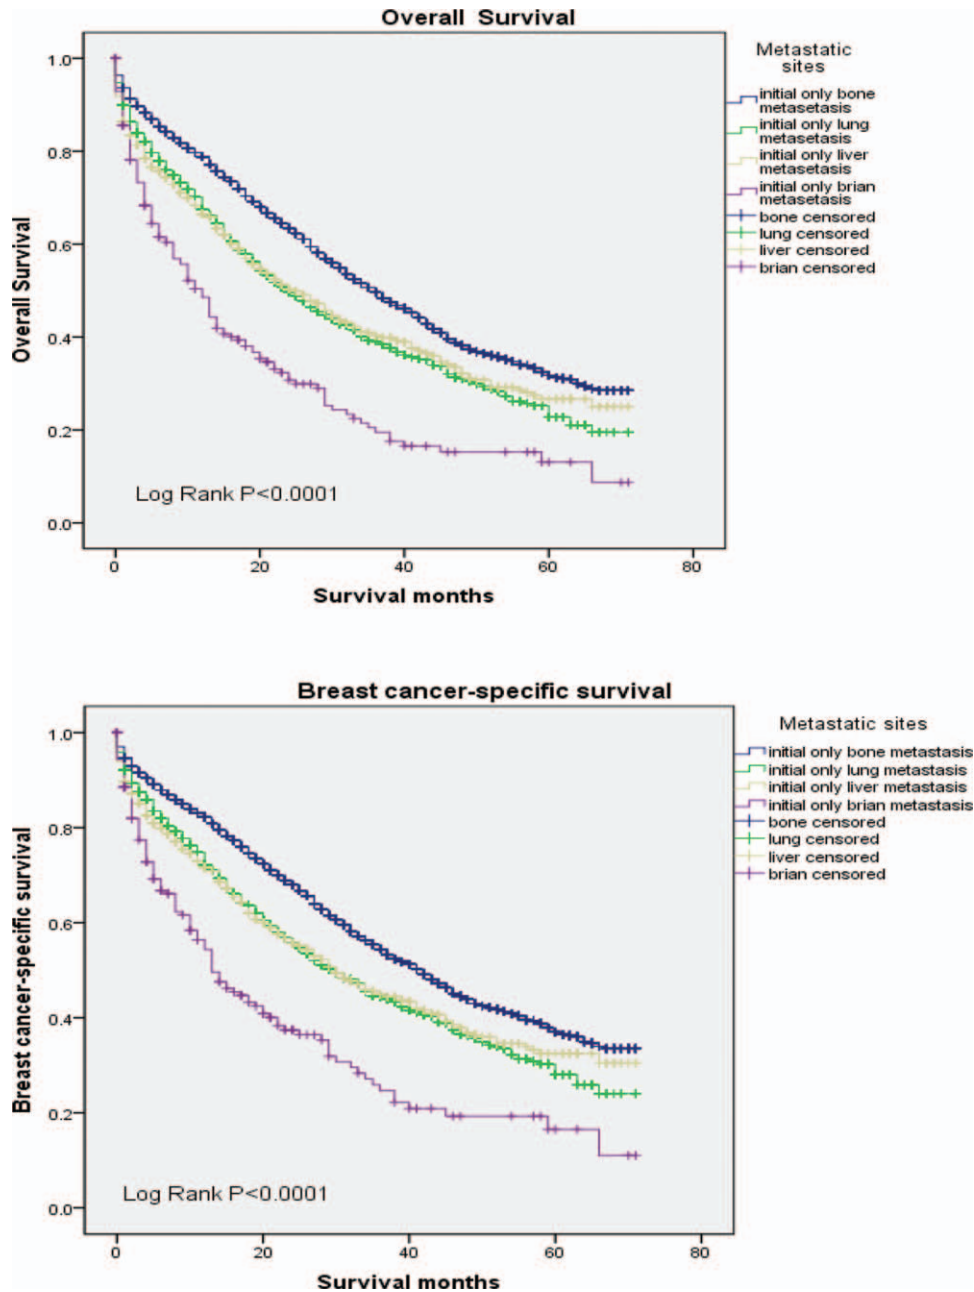 Overall Survival
Metastatic
sites
initial only bone
metasetasis
initial only lung
metasetasis
initial only liver
metasetasis
initial only brian
metasetasis
bone censored
lung censored
liver censored
brian censored
Overall Survival
1.0
0.8
0.6
0.4
0.2
0.0
Log Rank P<0.0001
0 20 40 60 80
Survival months
Breast cancer-specific survival
Metastatic sites
initial only bone metastasis
initial only lung metastasis
initial only liver metastasis
initial only brian metastasis
bone censored
lung censored
liver censored
brian censored
Breast cancer-specific survival
1.0
0.8
0.6
0.4
0.2
0.0
Log Rank P<0.0001
0 20 40 60 80
Survival months